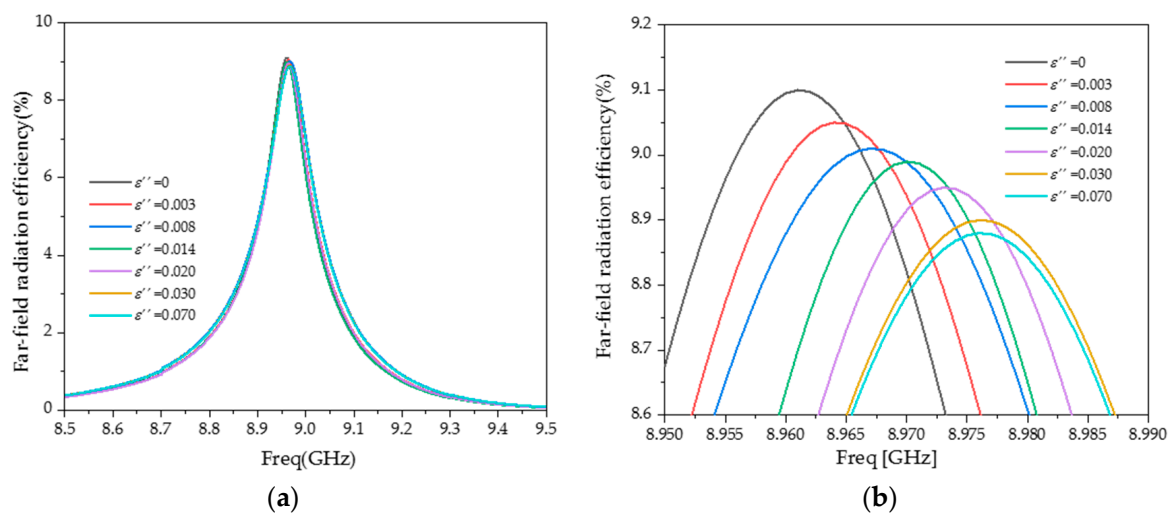 10
8
6
4
2
0
8.5 8.6 8.7 8.8 8.9 9.0 9.1 9.2 9.3 9.4 9.5
Far-field radiation efficiency(%)
Freq(GHz)
ε′′ =0
ε′′ =0.003
ε′′ =0.008
ε′′ =0.014
ε′′ =0.020
ε′′ =0.030
ε′′ =0.070
(a)
9.2
9.1
9.0
8.9
8.8
8.7
8.6
8.950 8.955 8.960 8.965 8.970 8.975 8.980 8.985 8.990
Far-field radiation efficiency(%)
Freq [GHz]
ε′′ =0
ε′′ =0.003
ε′′ =0.008
ε′′ =0.014
ε′′ =0.020
ε′′ =0.030
ε′′ =0.070
(b)